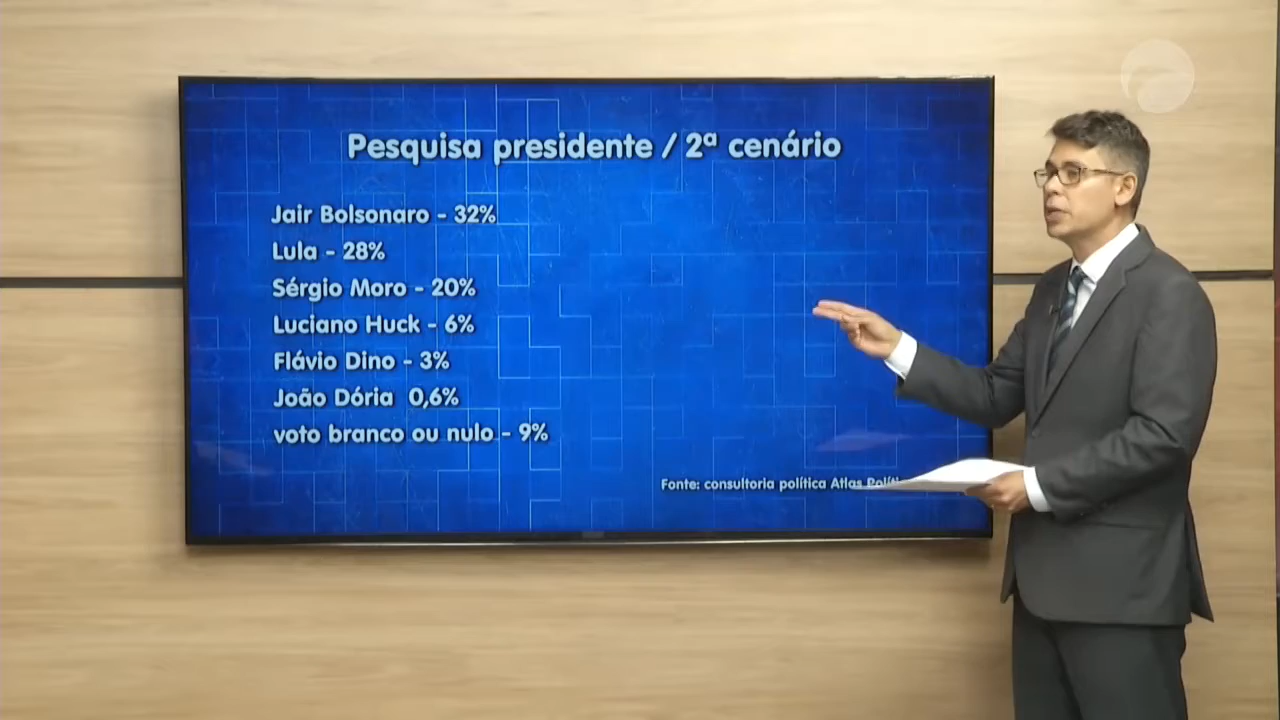 Pesquisa presidente / 2ª cenário
Jair Bolsonaro - 32%
Lula - 28%
Sérgio Moro - 20%
Luciano Huck - 6%
Flávio Dino - 3%
João Dória 0,6%
voto branco ou nulo - 9%
Fonte: consultoria política Atlas